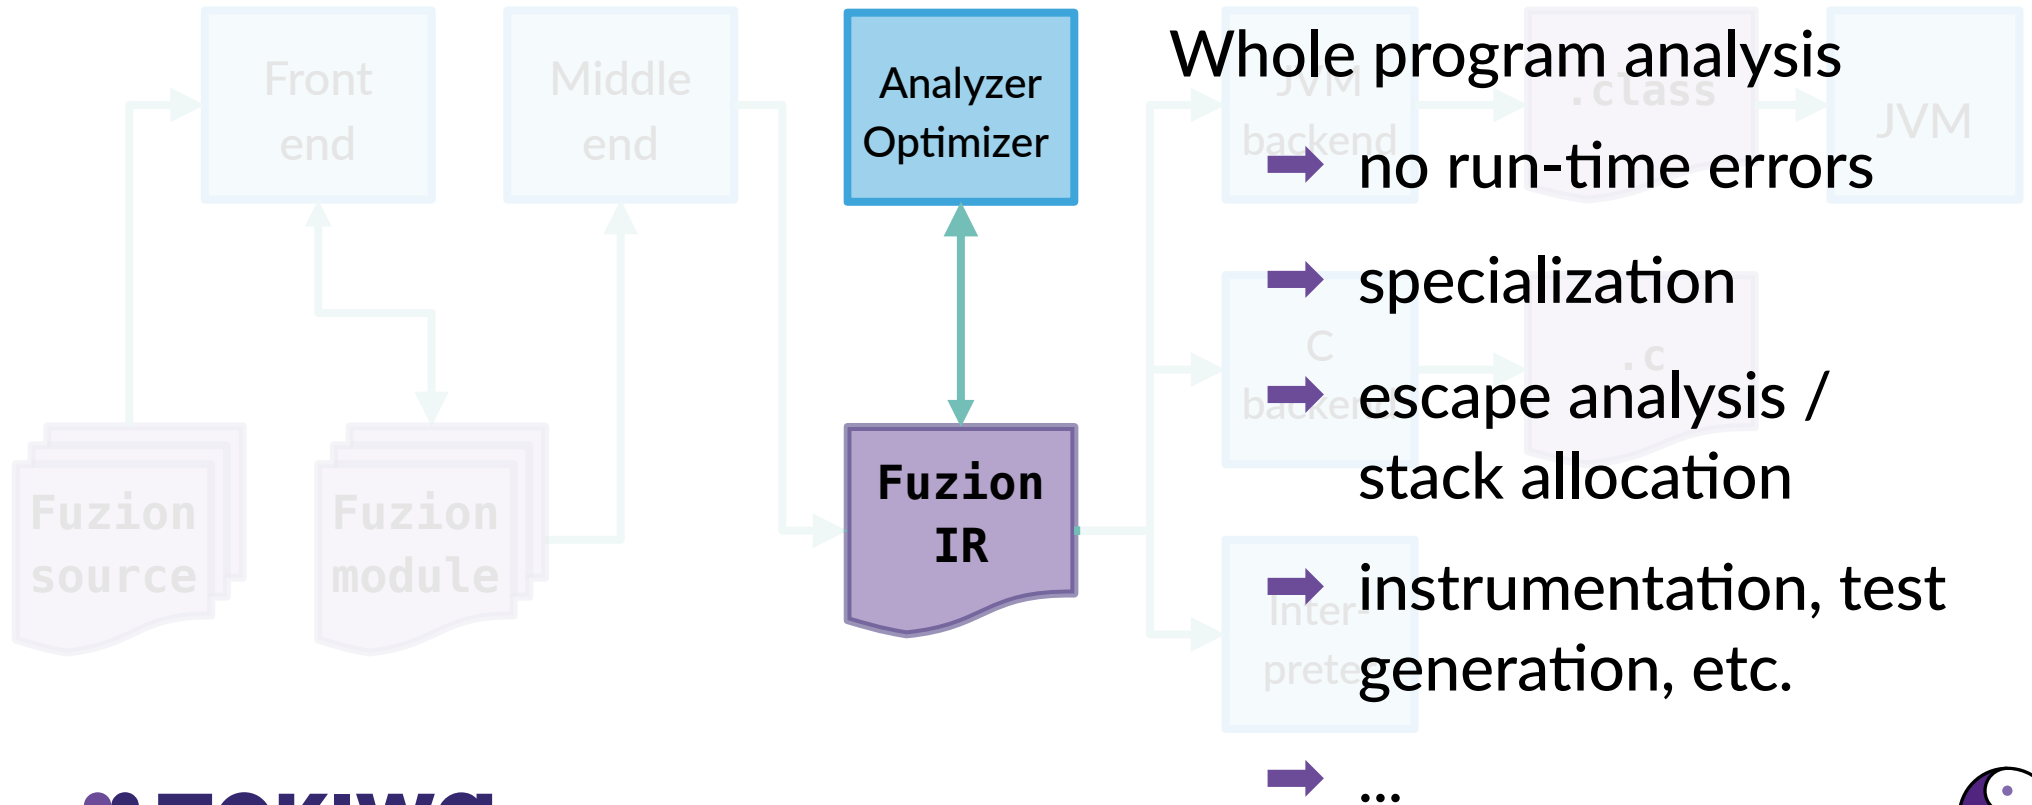 Front
end
Middle
end
Analyzer
Optimizer
Whole program analysis
JVM
backend
.class
JVM
no run-time errors
specialization
C
backend
.c
escape analysis /
stack allocation
Fuzion
source
Fuzion
module
Fuzion
IR
Inter-
preter
instrumentation, test
generation, etc.
...